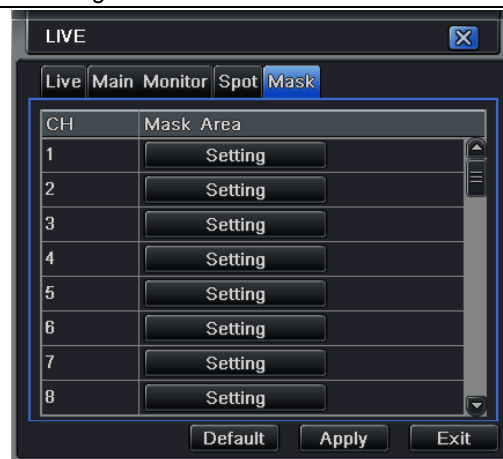 LIVE
Live Main Monitor Spot Mask
CH Mask Area
1 Setting
2 Setting
3 Setting
4 Setting
5 Setting
6 Setting
7 Setting
8 Setting
Default Apply Exit